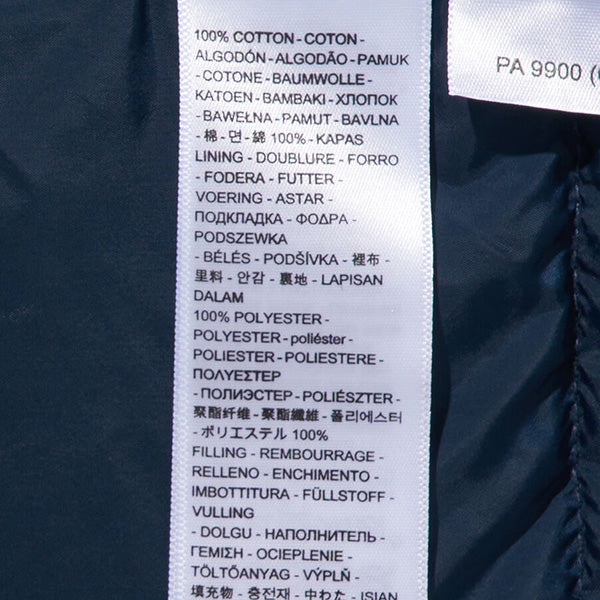 100% COTTON - COTON -
ALGODÓN - ALGODÃO - PAMUK
- COTONE - BAUMWOLLE -
KATOEN - BAMBAKI - ХЛОПОК
- BAWEŁNA - PAMUT - BAVLNA
- 棉 - 면 - 綿 100% - KAPAS
LINING - DOUBLURE - FORRO
- FODERA - FUTTER -
VOERING - ASTAR -
ПОДКЛАДКА - ΦΟΔΡΑ -
PODSZEWKA
- BÉLÉS - PODŠÍVKA - 裡布 -
里料 - 안감 - 裏地 - LAPISAN
DALAM
100% POLYESTER -
POLYESTER - poliéster -
POLIESTER - POLIESTERE -
ΠΟΛΥΕΣΤΕΡ
- ПОЛИЭСТЕР - POLIÉSZTER -
聚酯纤维 - 聚酯纖維 - 폴리에스터
- ポリエステル 100%
FILLING - REMBOURRAGE -
RELLENO - ENCHIMENTO -
IMBOTTITURA - FÜLLSTOFF -
VULLING
- DOLGU - НАПОЛНИТЕЛЬ -
ΓΕΜΙΣΗ - OCIEPLENIE -
TÖLTŐANYAG - VÝPLŇ -
填充物 - 충전재 - 中わた - ISIAN
PA 9900 (